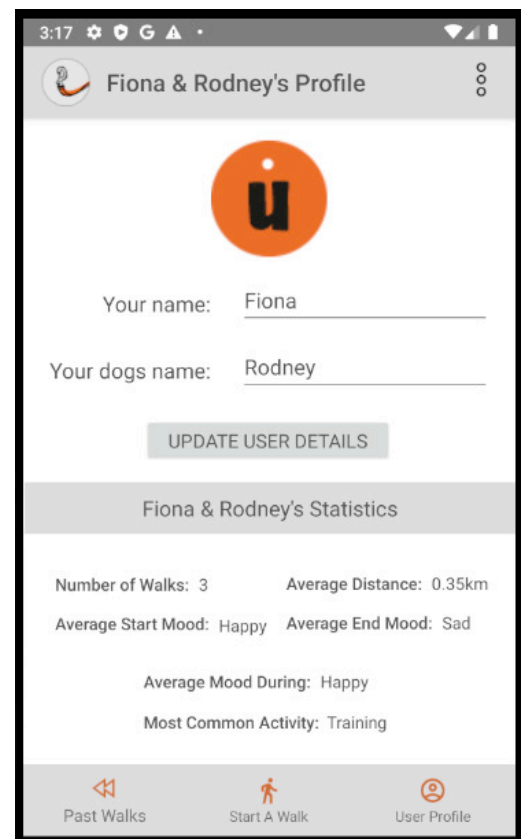 3:17 G
Fiona & Rodney's Profile
u
Your name: Fiona
Your dogs name: Rodney
UPDATE USER DETAILS
Fiona & Rodney's Statistics
Number of Walks: 3 Average Distance: 0.35km
Average Start Mood: Happy Average End Mood: Sad
Average Mood During: Happy
Most Common Activity: Training
Past Walks Start A Walk User Profile